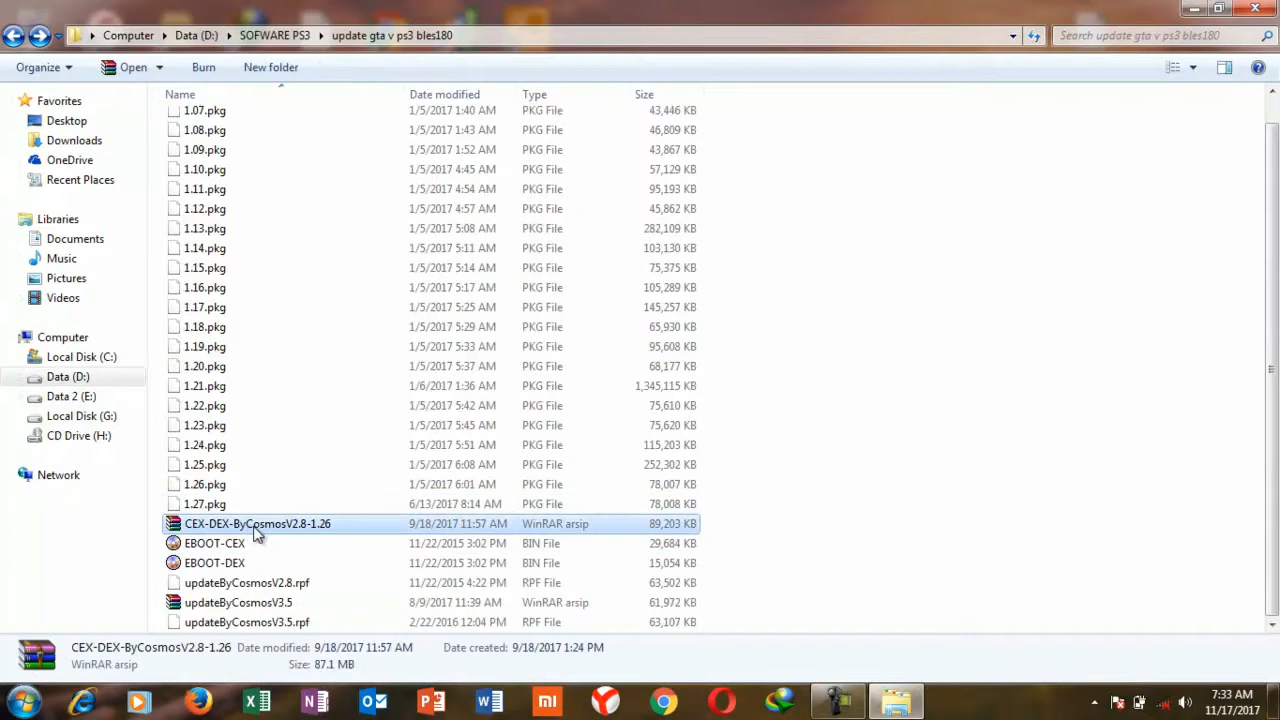 Computer ▸ Data (D:) ▸ SOFWARE PS3 ▸ update gta v ps3 bles180
Search update gta v ps3 bles180
Organize Open Burn New folder
Name Date modified Type Size
Favorites
Desktop
Downloads
OneDrive
Recent Places
Libraries
Documents
Music
Pictures
Videos
Computer
Local Disk (C:)
Data (D:)
Data 2 (E:)
Local Disk (G:)
CD Drive (H:)
Network
1.07.pkg 1/5/2017 1:40 AM PKG File 43,446 KB
1.08.pkg 1/5/2017 1:43 AM PKG File 46,809 KB
1.09.pkg 1/5/2017 1:52 AM PKG File 43,867 KB
1.10.pkg 1/5/2017 4:45 AM PKG File 57,129 KB
1.11.pkg 1/5/2017 4:54 AM PKG File 95,193 KB
1.12.pkg 1/5/2017 4:57 AM PKG File 45,862 KB
1.13.pkg 1/5/2017 5:08 AM PKG File 282,109 KB
1.14.pkg 1/5/2017 5:11 AM PKG File 103,130 KB
1.15.pkg 1/5/2017 5:14 AM PKG File 75,375 KB
1.16.pkg 1/5/2017 5:17 AM PKG File 105,289 KB
1.17.pkg 1/5/2017 5:25 AM PKG File 145,257 KB
1.18.pkg 1/5/2017 5:29 AM PKG File 65,930 KB
1.19.pkg 1/5/2017 5:33 AM PKG File 95,608 KB
1.20.pkg 1/5/2017 5:37 AM PKG File 68,177 KB
1.21.pkg 1/6/2017 1:36 AM PKG File 1,345,115 KB
1.22.pkg 1/5/2017 5:42 AM PKG File 75,610 KB
1.23.pkg 1/5/2017 5:45 AM PKG File 75,620 KB
1.24.pkg 1/5/2017 5:51 AM PKG File 115,203 KB
1.25.pkg 1/5/2017 6:08 AM PKG File 252,302 KB
1.26.pkg 1/5/2017 6:01 AM PKG File 78,007 KB
1.27.pkg 6/13/2017 8:14 AM PKG File 78,008 KB
CEX-DEX-ByCosmosV2.8-1.26 9/18/2017 11:57 AM WinRAR arsip 89,203 KB
EBOOT-CEX 11/22/2015 3:02 PM BIN File 29,684 KB
EBOOT-DEX 11/22/2015 3:02 PM BIN File 15,054 KB
updateByCosmosV2.8.rpf 11/22/2015 4:22 PM RPF File 63,502 KB
updateByCosmosV3.5 8/9/2017 11:39 AM WinRAR arsip 61,972 KB
updateByCosmosV3.5.rpf 2/22/2016 12:04 PM RPF File 63,107 KB
CEX-DEX-ByCosmosV2.8-1.26 Date modified: 9/18/2017 11:57 AM Date created: 9/18/2017 1:24 PM
WinRAR arsip Size: 87.1 MB
7:33 AM
11/17/2017